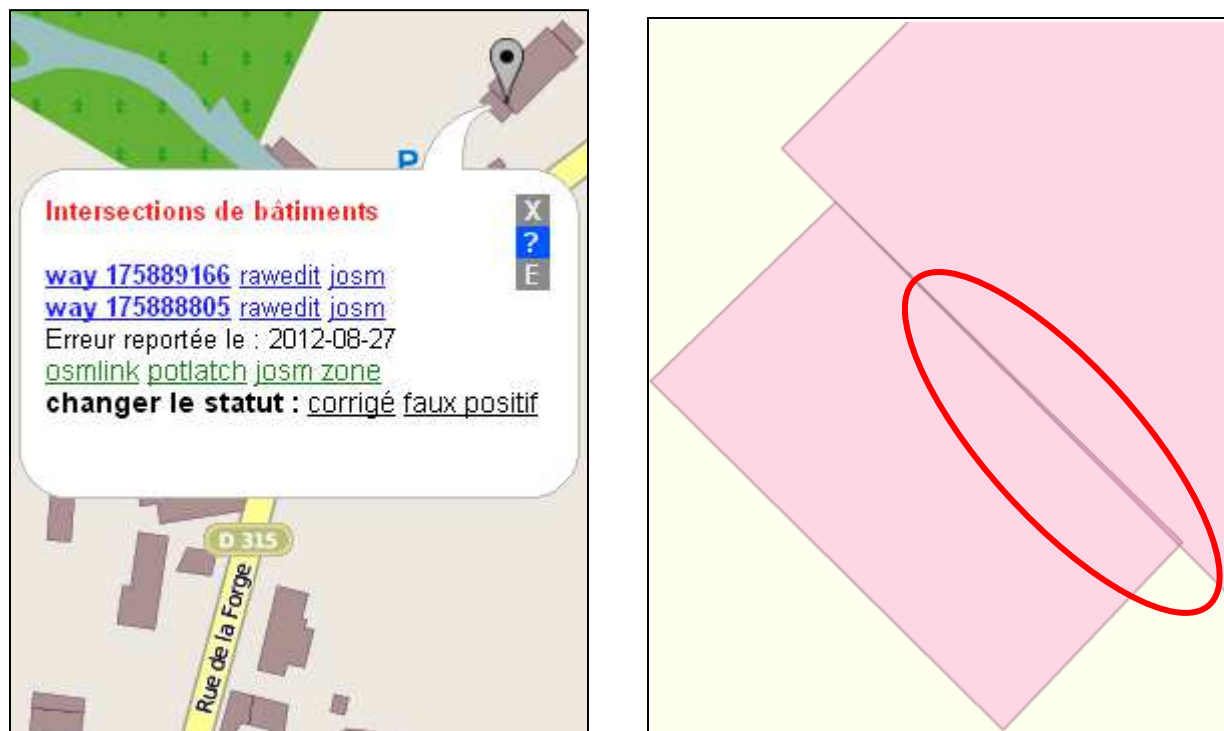 P
Intersections de bâtiments
X
?
E
way 175889166 rawedit josm
way 175888805 rawedit josm
Erreur reportée le : 2012-08-27
osmlink potlatch josm zone
changer le statut : corrigé faux positif
D 315
Rue de la Forge